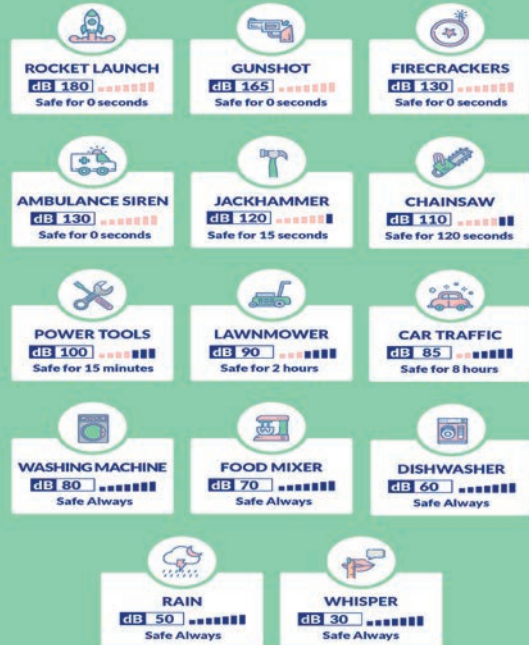 ROCKET LAUNCH
dB 180
Safe for 0 seconds
GUNSHOT
dB 165
Safe for 0 seconds
FIRECRACKERS
dB 130
Safe for 0 seconds
AMBULANCE SIREN
dB 130
Safe for 0 seconds
JACKHAMMER
dB 120
Safe for 15 seconds
CHAINSAW
dB 110
Safe for 120 seconds
POWER TOOLS
dB 100
Safe for 15 minutes
LAWNMOWER
dB 90
Safe for 2 hours
CAR TRAFFIC
dB 85
Safe for 8 hours
WASHING MACHINE
dB 80
Safe Always
FOOD MIXER
dB 70
Safe Always
DISHWASHER
dB 60
Safe Always
RAIN
dB 50
Safe Always
WHISPER
dB 30
Safe Always